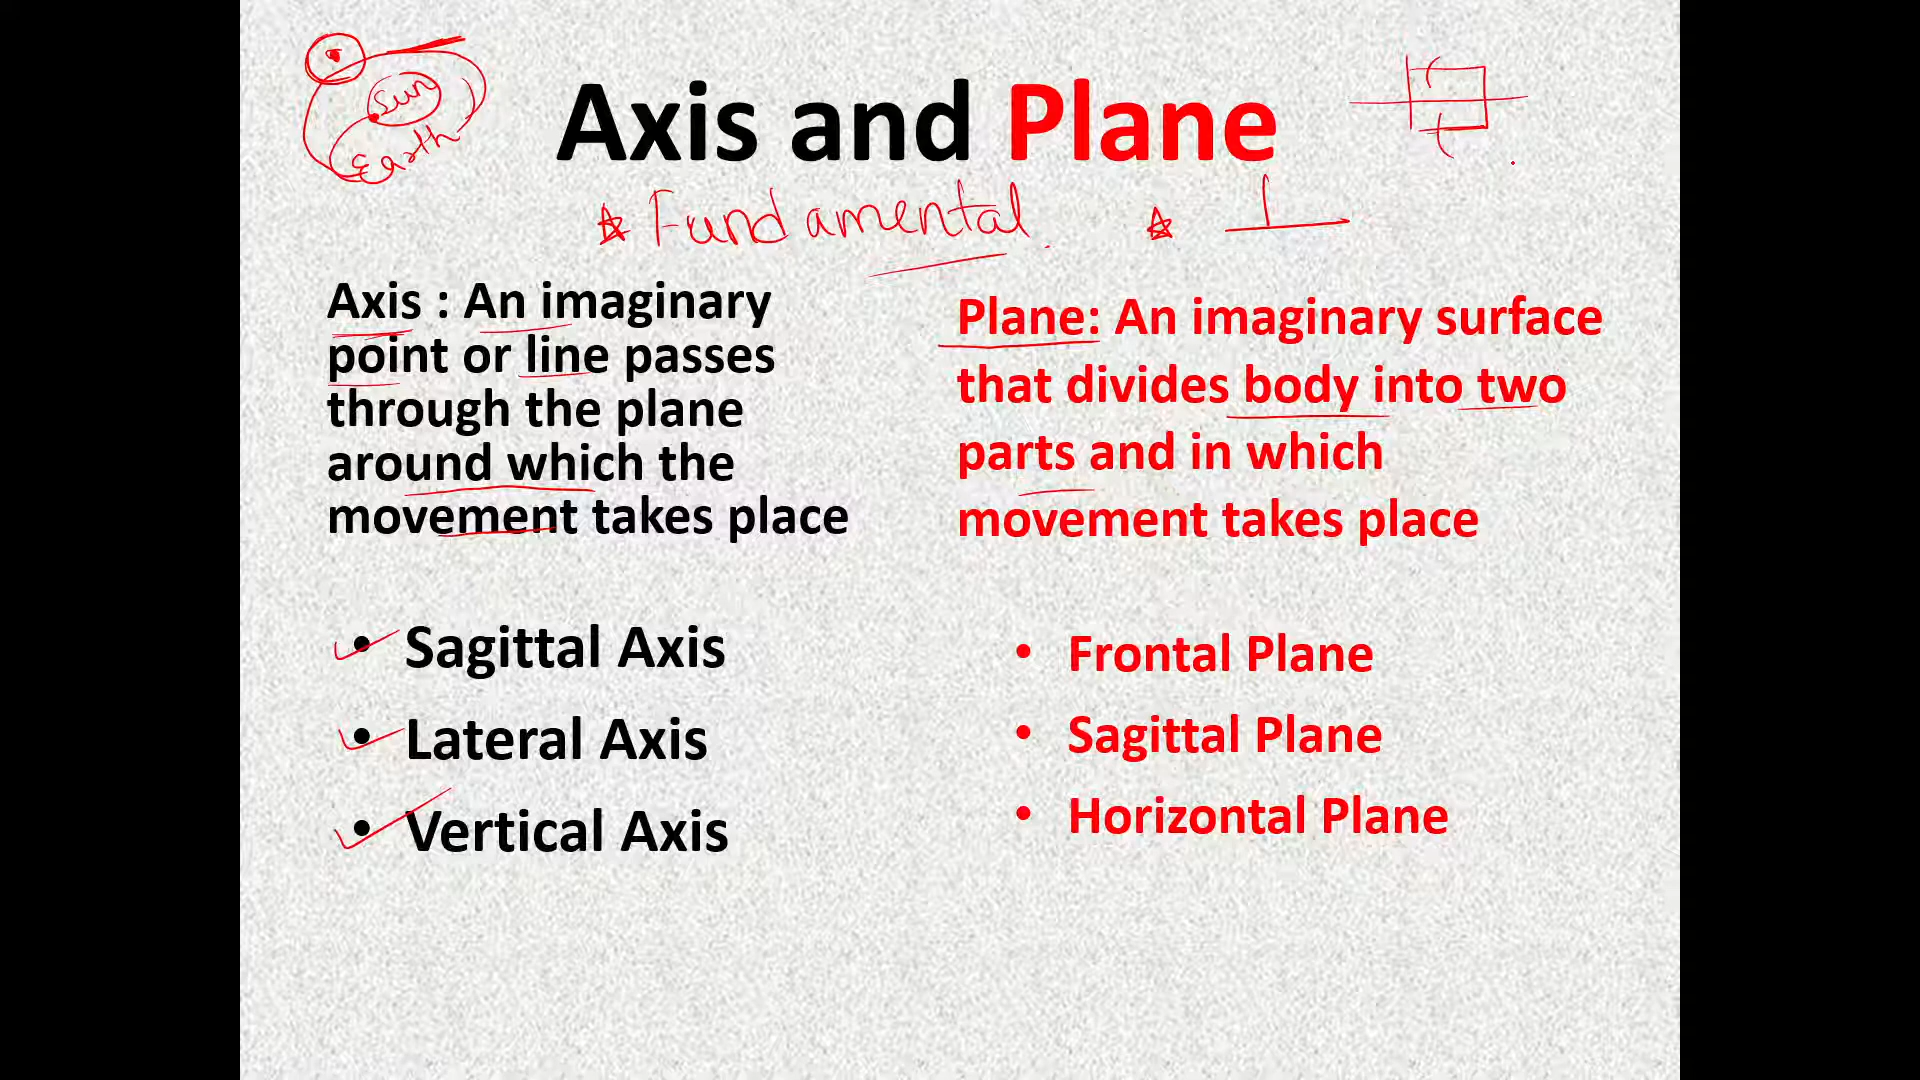 Sun
Earth
Axis and Plane
Fundamental
Axis : An imaginary
point or line passes
through the plane
around which the
movement takes place
• Sagittal Axis
• Lateral Axis
• Vertical Axis
Plane: An imaginary surface
that divides body into two
parts and in which
movement takes place
• Frontal Plane
• Sagittal Plane
• Horizontal Plane